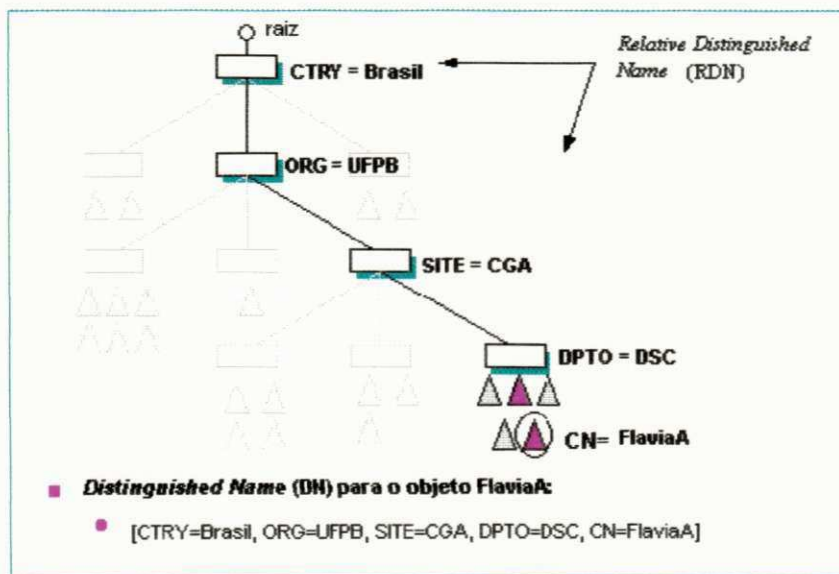 raiz
CTRY = Brasil
Relative Distinguished
Name (RDN)
ORG = UFPB
SITE = CGA
DPTO = DSC
CN= FlaviaA
Distinguished Name (DN) para o objeto FlaviaA:
[CTRY=Brasil, ORG=UFPB, SITE=CGA, DPTO=DSC, CN=FlaviaA]